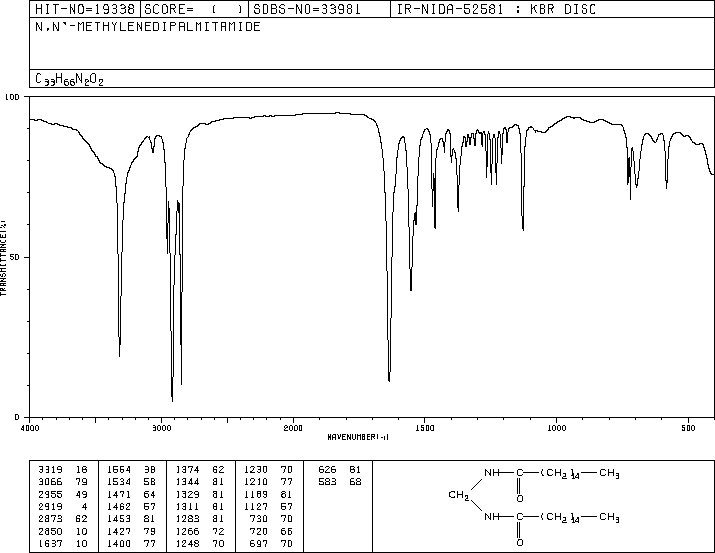 HIT-NO=19338 SCORE= ( ) SDBS-NO=33981 IR-NIDA-52581 : KBR DISC
N,N'-METHYLENEDIPALMITAMIDE
C33H66N2O2
100
50
0
TRANSMITTANCE(%)
4000 3000 2000 1500 1000 500
WAVENUMBER(-1)
3319 18 1554 38 1374 62 1230 70 626 81
3066 79 1534 58 1344 81 1210 77 583 68
2955 49 1471 64 1329 81 1189 81
2919 4 1462 57 1311 81 1127 57
2873 62 1453 81 1283 81 730 70
2850 10 1427 79 1266 72 720 66
1637 10 1400 77 1248 70 697 70
NH C (CH2)14 CH3
O
CH2
NH C (CH2)14 CH3
O